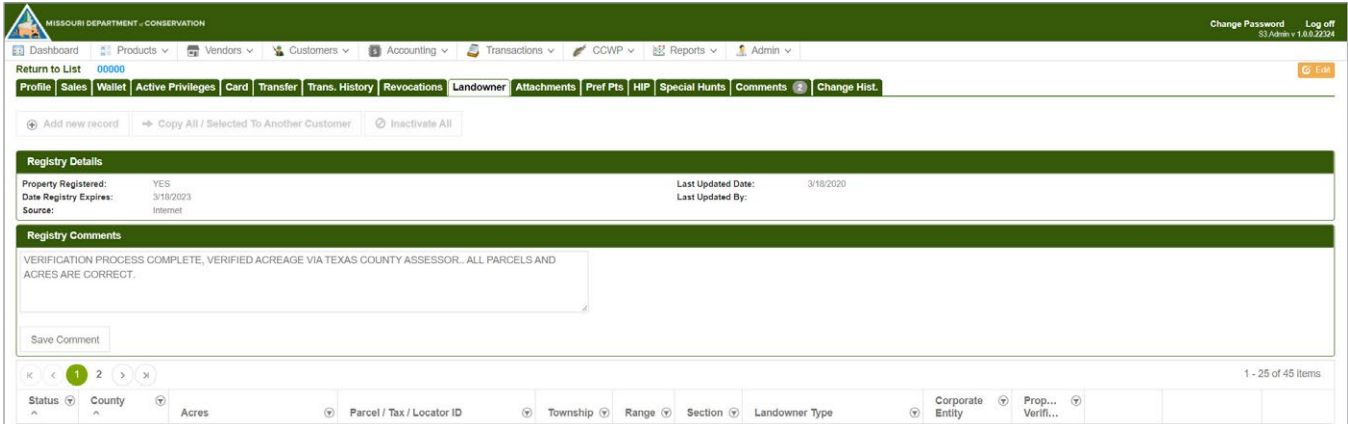 MISSOURI DEPARTMENT of CONSERVATION
Change Password Log off
S3.Admin v 1.0.0.22324
Dashboard Products Vendors Customers Accounting Transactions CCWP Reports Admin
Return to List 00000 Edit
Profile Sales Wallet Active Privileges Card Transfer Trans. History Revocations Landowner Attachments Pref Pts HIP Special Hunts Comments 2 Change Hist.
Add new record Copy All / Selected To Another Customer Inactivate All
Registry Details
Property Registered: YES Last Updated Date: 3/18/2020
Date Registry Expires: 3/18/2023 Last Updated By:
Source: Internet
Registry Comments
VERIFICATION PROCESS COMPLETE, VERIFIED ACREAGE VIA TEXAS COUNTY ASSESSOR.. ALL PARCELS AND
ACRES ARE CORRECT.
Save Comment
1 2 1 - 25 of 45 items
Status County Acres Parcel / Tax / Locator ID Township Range Section Landowner Type Corporate Entity Prop... Verifi...